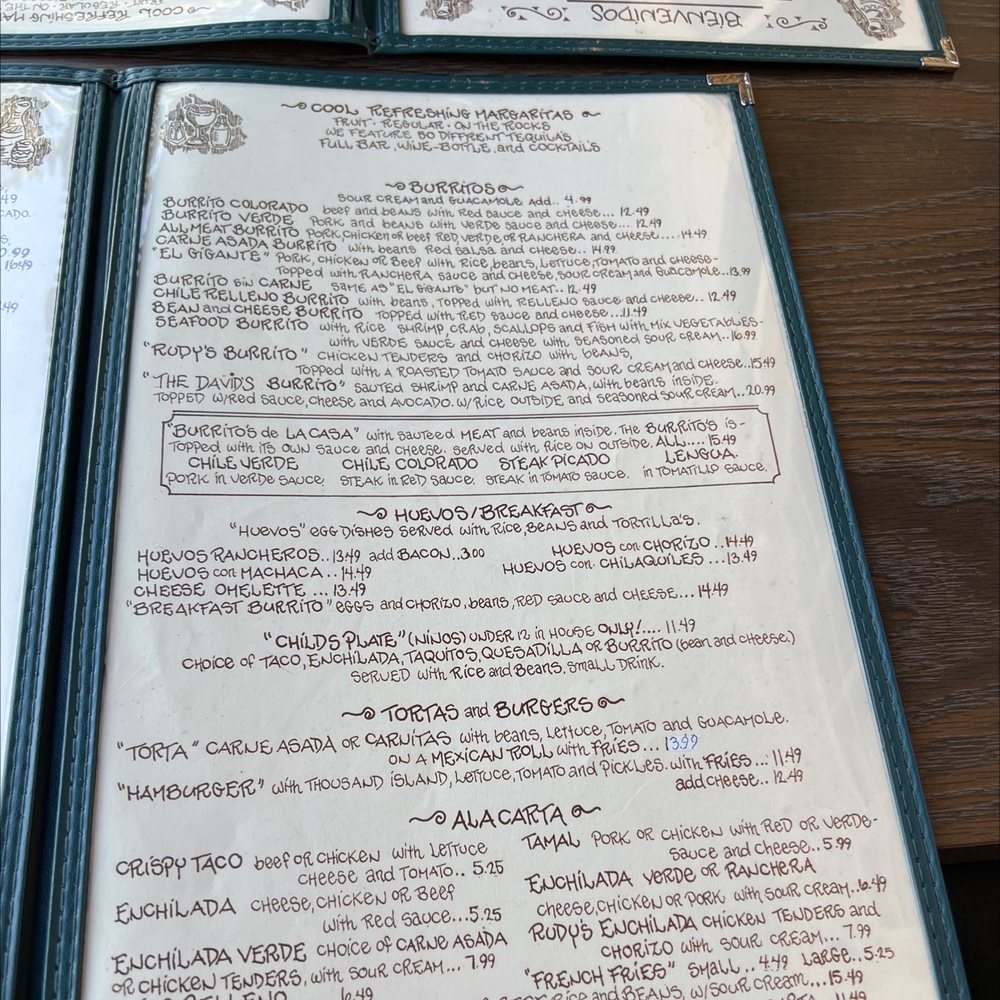 BIENVENIDOS
COOL REFRESHING MAR
FRUIT · REGULAR · ON THE
COOL REFRESHING MARGARITAS
FRUIT · REGULAR · ON THE ROCKS
WE FEATURE 80 DIFFERENT TEQUILA'S
FULL BAR, WINE-BOTTLE, and COCKTAILS
BURRITOS
SOUR CREAM and GUACAMOLE ADD.. 4.99
BURRITO COLORADO beef and beans with Red sauce and cheese... 12.49
BURRITO VERDE PORK and beans with VERDE sauce and cheese... 12.49
ALL MEAT BURRITO PORK, CHICKEN or beef RED, VERDE or RANCHERA and cheese.... 14.49
CARNE ASADA BURRITO with beans Red salsa and cheese... 14.99
"EL GIGANTE" PORK, CHICKEN OR BEEF with Rice, beans, Lettuce, TOMATO and cheese-
TOPPED with RANCHERA sauce and cheese, sour cream and Guacamole...13.99
BURRITO SIN CARNE SAME AS "EL GIGANTE" BUT NO MEAT.. 12.49
CHILE RELLENO BURRITO with beans, TOPPED with RELLENO sauce and cheese.. 12.49
BEAN and CHEESE BURRITO TOPPED with RED sauce and cheese...11.49
SEAFOOD BURRITO with Rice SHRIMP, CRAB, SCALLOPS and FISH with MIX VEGETABLES-
with VERDE sauce and cheese with seasoned sour cream..16.99
"RUDY'S BURRITO" CHICKEN TENDERS and CHORIZO with beans,
TOPPED with A ROASTED TOMATO sauce and sour cream and cheese...15.49
"THE DAVIDS BURRITO" SAUTED SHRIMP and CARNE ASADA, with beans inside.
TOPPED W/Red sauce, cheese and AVOCADO. W/Rice OUTSIDE and seasoned sour cream...20.99
"BURRITO'S de LA CASA" with sauteed MEAT and beans inside. THE BURRITO'S is-
TOPPED with ITS OWN sauce and cheese. served with Rice ON OUTSIDE. ALL.... 15.49
CHILE VERDE CHILE COLORADO STEAK PICADO LENGUA.
PORK in VERDE sauce, STEAK in Red sauce, STEAK in TOMATO sauce. in TOMATILLO sauce.
HUEVOS/BREAKFAST
"HUEVOS" egg dishes served with Rice, Beans and TORTILLA'S.
HUEVOS RANCHEROS..13.49 add BACON..3.00
HUEVOS con CHORIZO ..14.49
HUEVOS con MACHACA ..14.49
HUEVOS con CHILAQUILES ...13.49
CHEESE OMELETTE ...13.49
"BREAKFAST BURRITO" eggs and CHORIZO, beans, Red sauce and cheese... 14.49
"CHILDS PLATE" (NINOS) UNDER 12 in HOUSE ONLY!.... 11.49
CHOICE of TACO, ENCHILADA, TAQUITOS, QUESADILLA OR BURRITO (bean and cheese.)
SERVED with Rice and Beans. small DRINK.
TORTAS and BURGERS
"TORTA" CARNE ASADA OR CARNITAS with beans, Lettuce, TOMATO and GUACAMOLE.
ON A MEXICAN ROLL with FRIES... 13.99
"HAMBURGER" with THOUSAND ISLAND, Lettuce, TOMATO and Pickles. with FRIES... 11.49
add cheese.. 12.49
ALA CARTA
CRISPY TACO beef OR CHICKEN with Lettuce
cheese and Tomato.. 5.25
ENCHILADA cheese, CHICKEN OR Beef
with Red sauce...5.25
ENCHILADA VERDE CHOICE of CARNE ASADA
OR CHICKEN TENDERS, with sour cream... 7.99
TAMAL PORK OR CHICKEN with Red OR VERDE-
sauce and cheese..5.99
ENCHILADA VERDE OR RANCHERA
cheese, CHICKEN OR PORK with sour cream..6.49
RUDY'S ENCHILADA CHICKEN TENDERS and
CHORIZO with sour cream... 7.99
"FRENCH FRIES" SMALL .. 4.49 LARGE..5.25
Rice and BEANS, W/sour cream...15.49